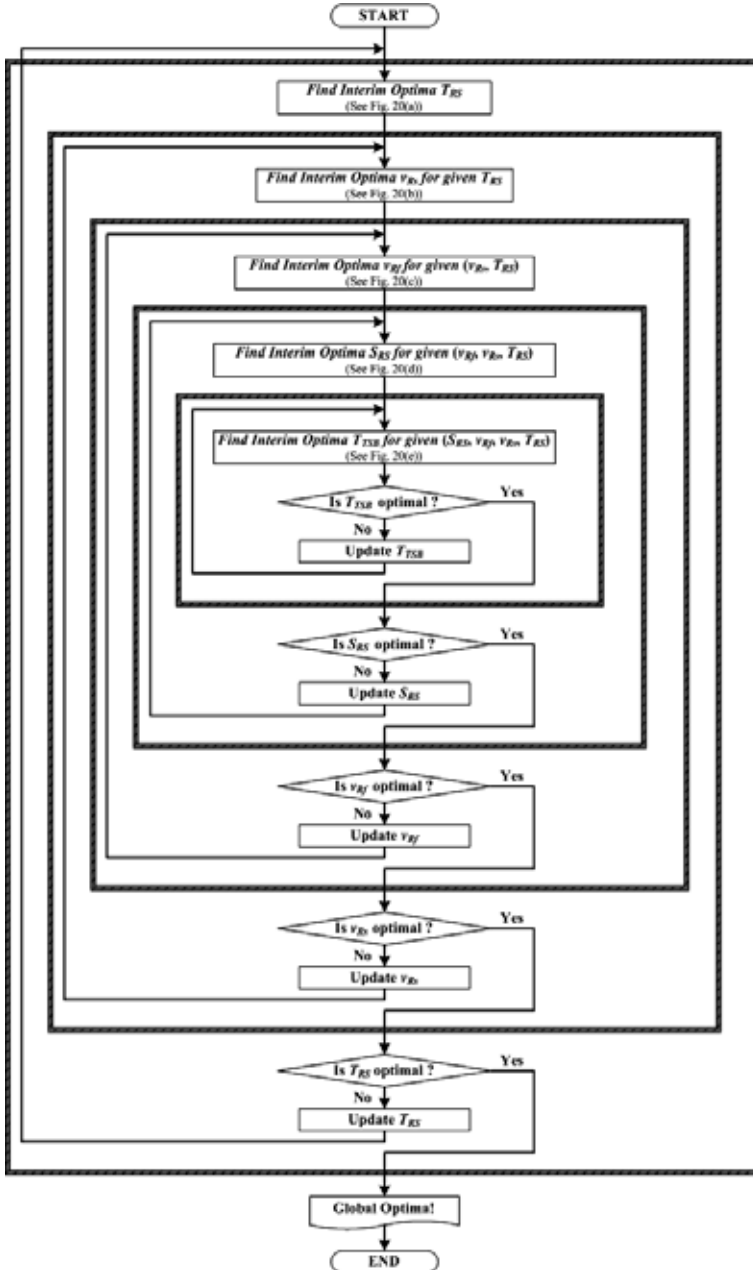 START
Find Interim Optima T_RS
(See Fig. 20(a))
Find Interim Optima v_Rs for given T_RS
(See Fig. 20(b))
Find Interim Optima v_Rf for given (v_Rs, T_RS)
(See Fig. 20(c))
Find Interim Optima S_RS for given (v_Rf, v_Rs, T_RS)
(See Fig. 20(d))
Find Interim Optima T_TSB for given (S_RS, v_Rf, v_Rs, T_RS)
(See Fig. 20(e))
Is T_TSB optimal ?
Yes
No
Update T_TSB
Is S_RS optimal ?
Yes
No
Update S_RS
Is v_Rf optimal ?
Yes
No
Update v_Rf
Is v_Rs optimal ?
Yes
No
Update v_Rs
Is T_RS optimal ?
Yes
No
Update T_RS
Global Optima!
END